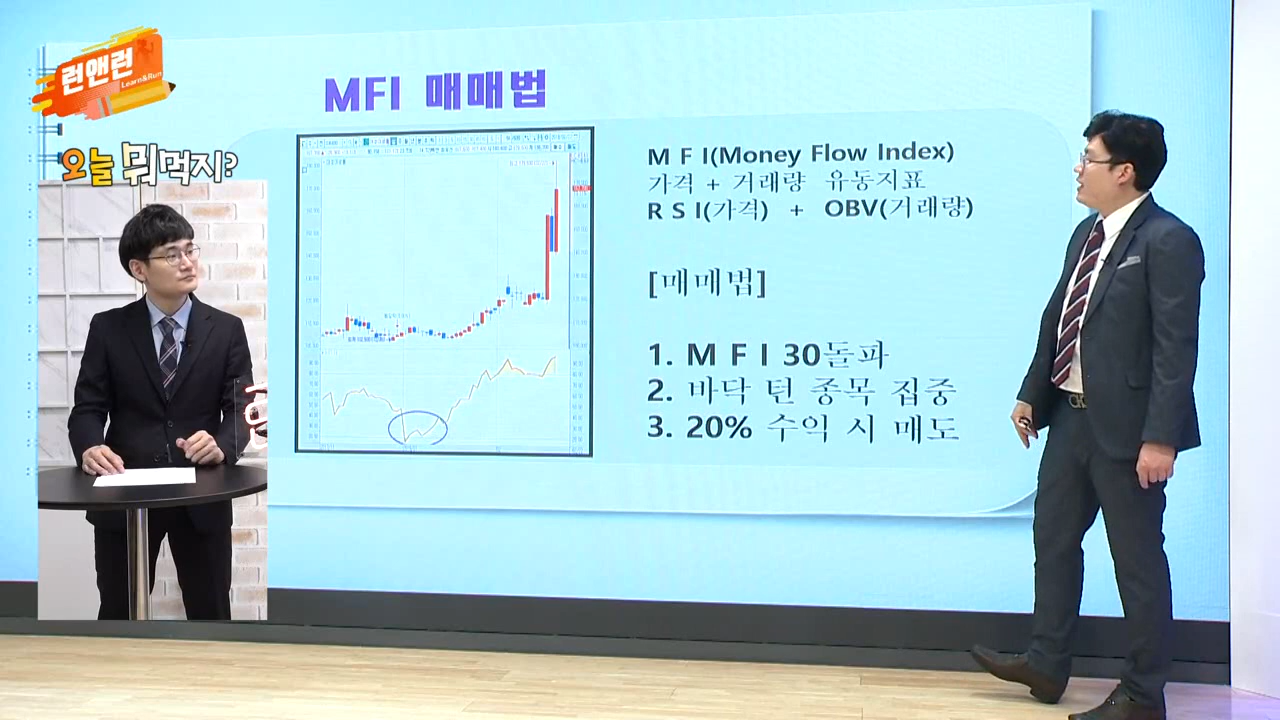 런앤런
Learn&Run
오늘 뭐먹지?
MFI 매매법
M F I(Money Flow Index)
가격 + 거래량 유동지표
R S I(가격) + OBV(거래량)
[매매법]
1. M F I 30돌파
2. 바닥 턴 종목 집중
3. 20% 수익 시 매도